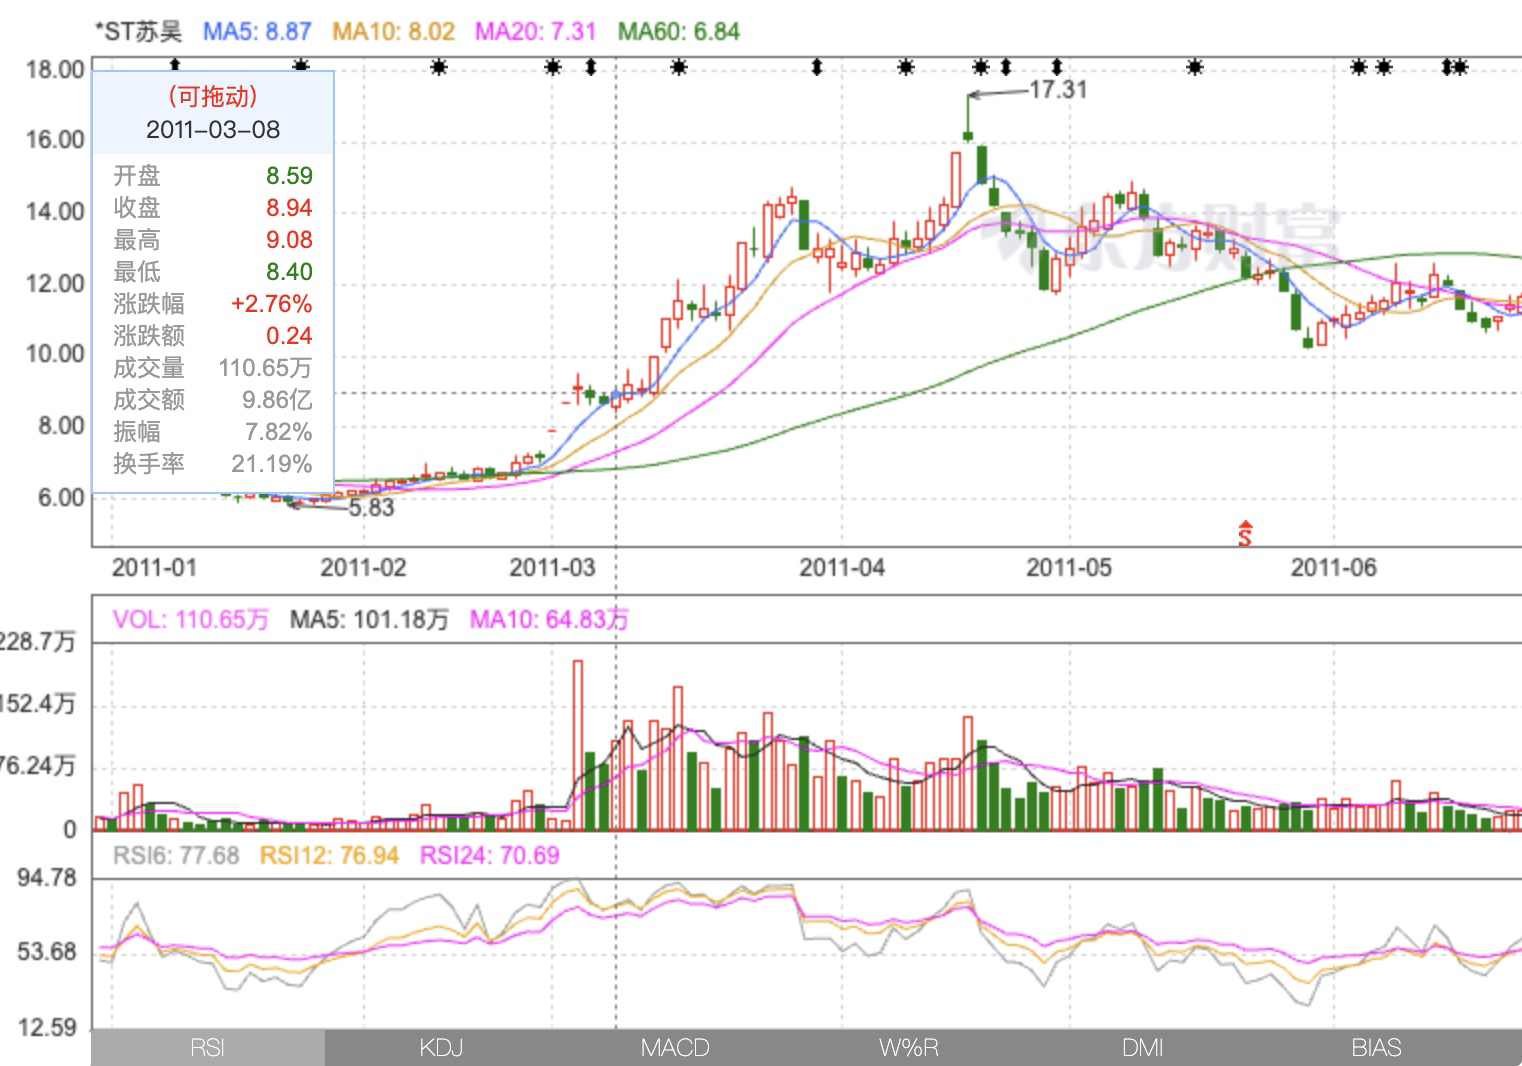 *ST苏吴 MA5: 8.87 MA10: 8.02 MA20: 7.31 MA60: 6.84
18.00
16.00
14.00
12.00
10.00
8.00
6.00
(可拖动)
2011-03-08
开盘 8.59
收盘 8.94
最高 9.08
最低 8.40
涨跌幅 +2.76%
涨跌额 0.24
成交量 110.65万
成交额 9.86亿
振幅 7.82%
换手率 21.19%
17.31
东方财富
5.83
S
2011-01 2011-02 2011-03 2011-04 2011-05 2011-06
VOL: 110.65万 MA5: 101.18万 MA10: 64.83万
228.7万
152.4万
76.24万
0
RSI6: 77.68 RSI12: 76.94 RSI24: 70.69
94.78
53.68
12.59
RSI KDJ MACD W%R DMI BIAS